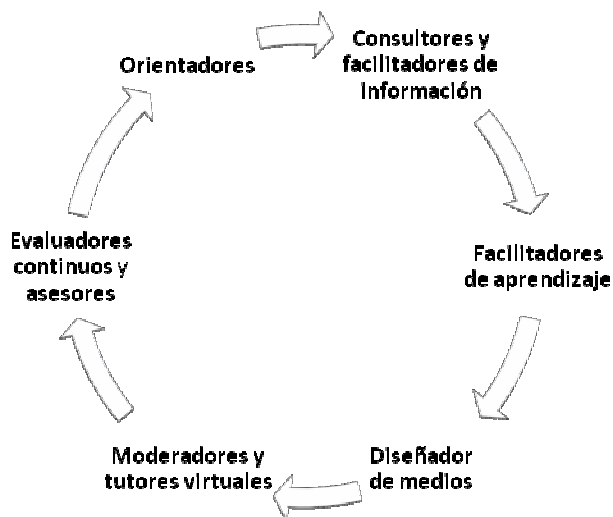 Orientadores
Consultores y
facilitadores de
información
Facilitadores
de aprendizaje
Diseñador
de medios
Moderadores y
tutores virtuales
Evaluadores
continuos y
asesores